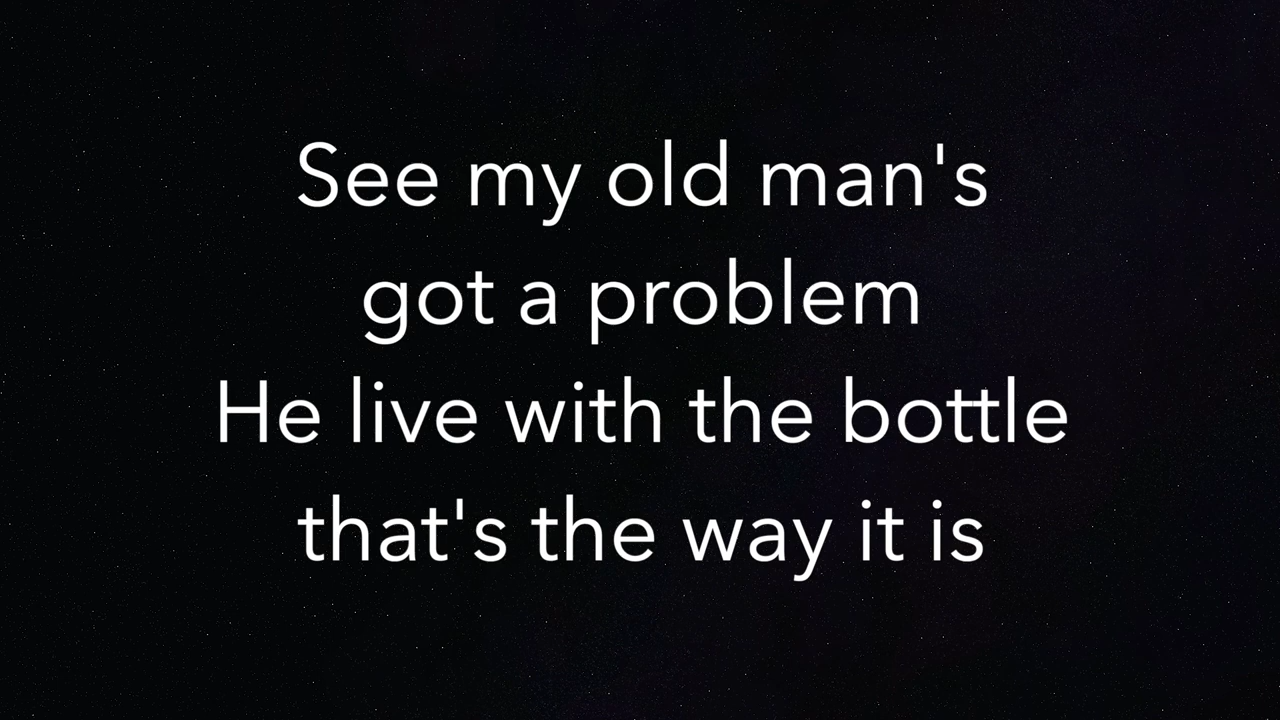 See my old man's
got a problem
He live with the bottle
that's the way it is